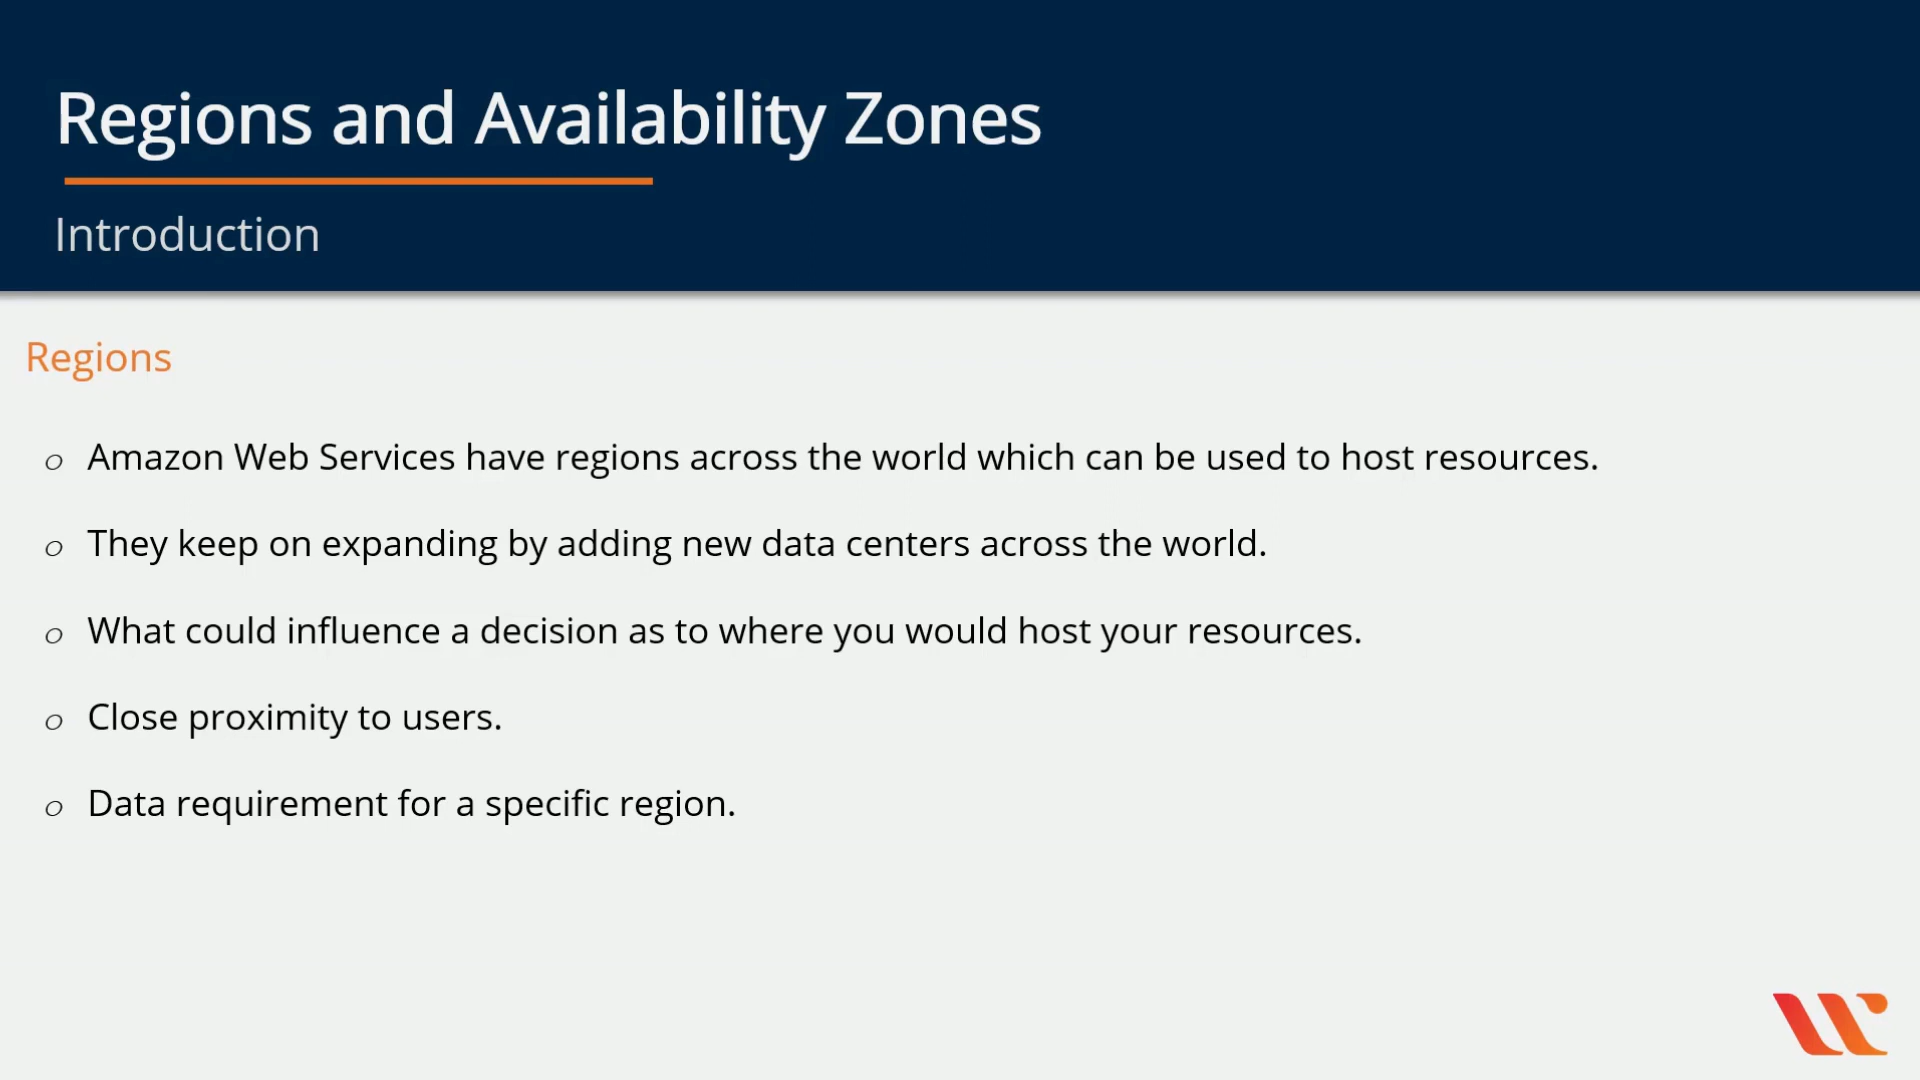 Regions and Availability Zones
Introduction
Regions
o Amazon Web Services have regions across the world which can be used to host resources.
o They keep on expanding by adding new data centers across the world.
o What could influence a decision as to where you would host your resources.
o Close proximity to users.
o Data requirement for a specific region.